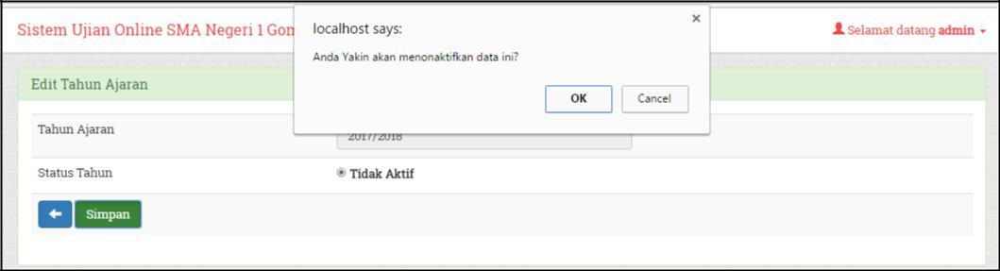 Sistem Ujian Online SMA Negeri 1
localhost says:
×
Selamat datang admin
Anda Yakin akan menonaktifkan data ini?
OK
Cancel
Edit Tahun Ajaran
Tahun Ajaran
2017/2018
Status Tahun
Tidak Aktif
Simpan